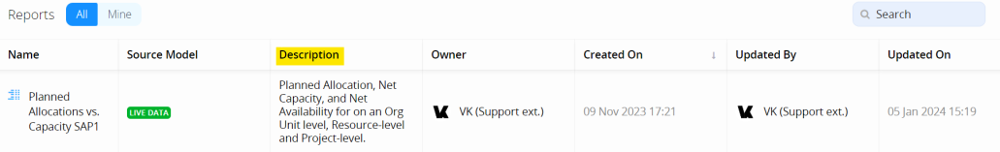 Reports All Mine Search
Name Source Model Description Owner Created On ↓ Updated By Updated On
Planned
Allocations vs.
Capacity SAP1
LIVE DATA
Planned Allocation, Net
Capacity, and Net
Availability for on an Org
Unit level, Resource-level
and Project-level.
VK (Support ext.)
09 Nov 2023 17:21
VK (Support ext.)
05 Jan 2024 15:19